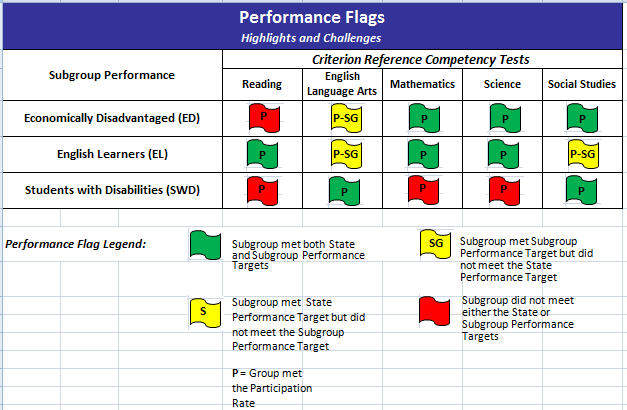 Performance Flags
Highlights and Challenges
Subgroup Performance
Criterion Reference Competency Tests
Reading
English
Language Arts
Mathematics
Science
Social Studies
Economically Disadvantaged (ED)
P
P-SG
P
P
P
English Learners (EL)
P
P-SG
P
P
P-SG
Students with Disabilities (SWD)
P
P
P
P
P
Performance Flag Legend:
Subgroup met both State
and Subgroup Performance
Targets
SG
Subgroup met Subgroup
Performance Target but did
not meet the State
Performance Target
S
Subgroup met State
Performance Target but did
not meet the Subgroup
Performance Target
Subgroup did not meet
either the State or
Subgroup Performance
Targets
P = Group met
the Participation
Rate